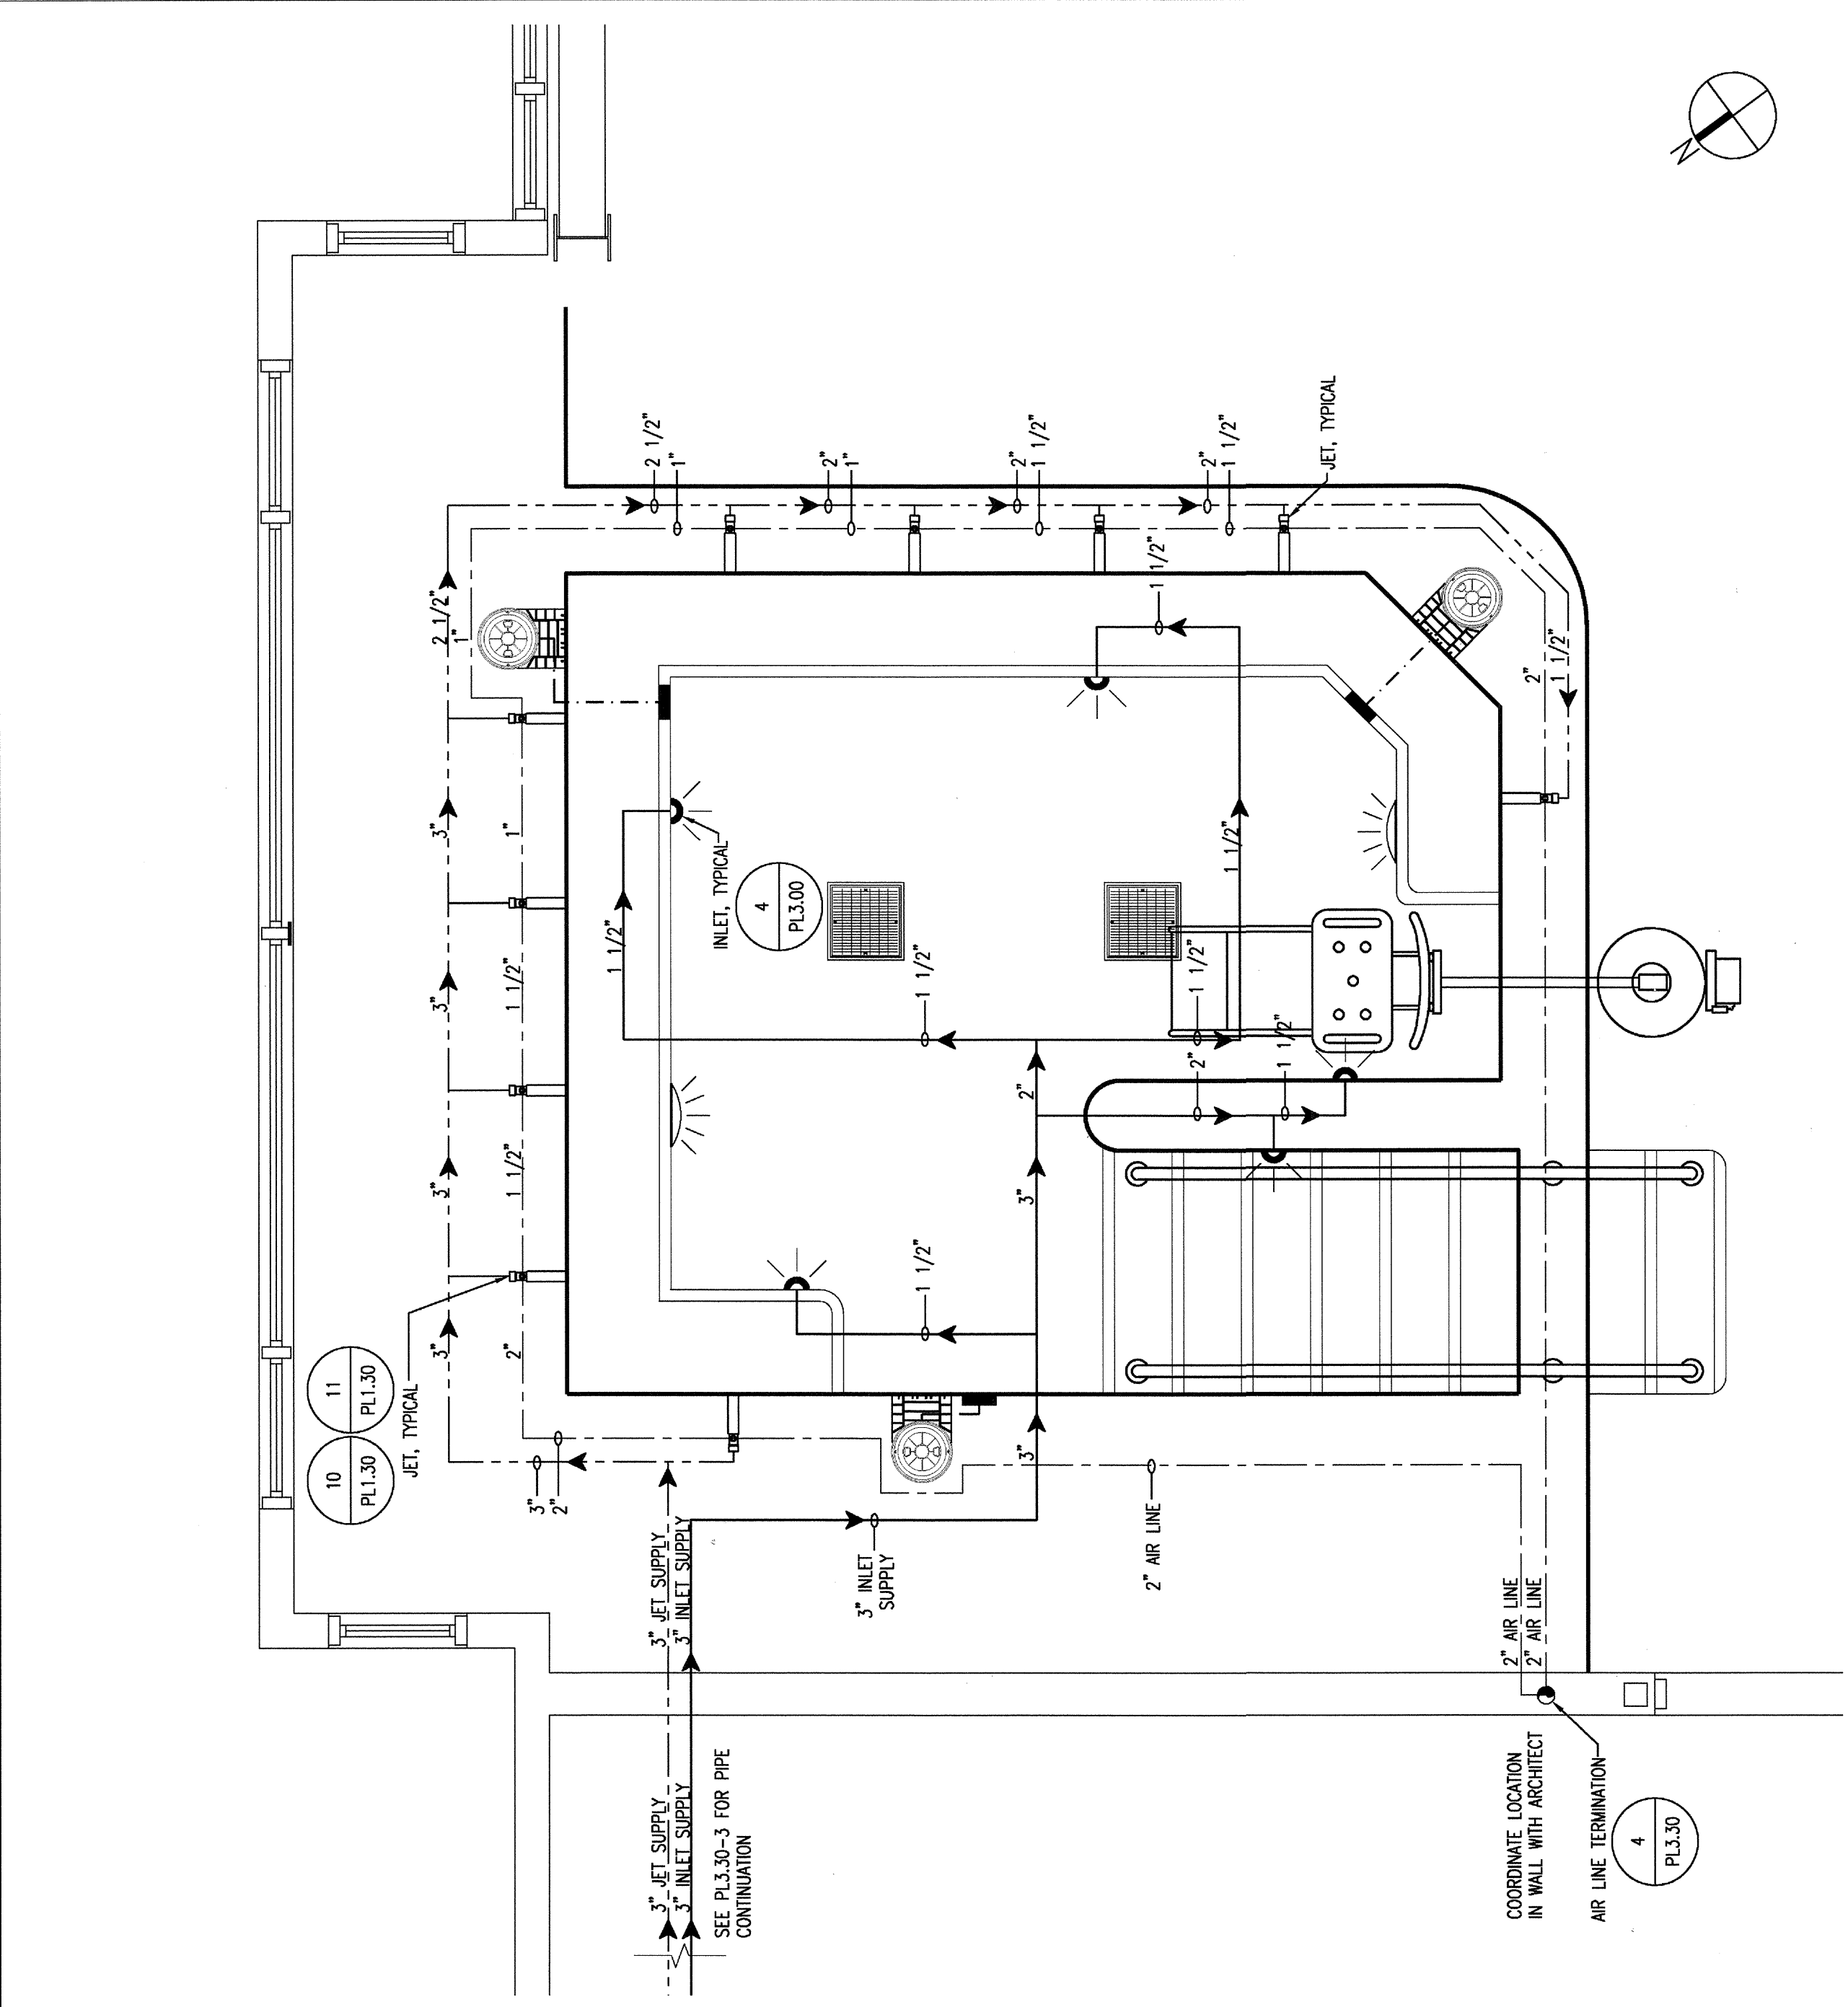 N
2 1/2"
1"
2"
1"
2"
1 1/2"
2"
1 1/2"
JET, TYPICAL
2 1/2"
1"
1 1/2"
2"
1 1/2"
3"
1"
1 1/2"
INLET, TYPICAL
4
PL3.00
1 1/2"
3"
1 1/2"
1 1/2"
1 1/2"
2"
2"
1 1/2"
3"
1 1/2"
3"
1 1/2"
3"
2"
11
PL1.30
10
PL1.30
JET, TYPICAL
3"
2"
3"
3" JET SUPPLY
3" INLET SUPPLY
3" INLET
SUPPLY
2" AIR LINE
2" AIR LINE
2" AIR LINE
3" JET SUPPLY
3" INLET SUPPLY
SEE PL3.30-3 FOR PIPE
CONTINUATION
COORDINATE LOCATION
IN WALL WITH ARCHITECT
AIR LINE TERMINATION
4
PL3.30